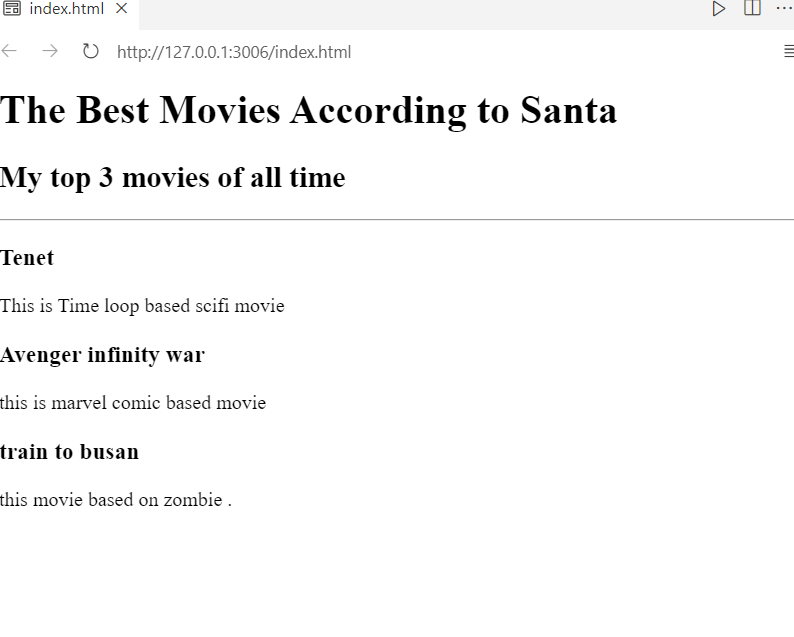 index.html
http://127.0.0.1:3006/index.html
The Best Movies According to Santa
My top 3 movies of all time
Tenet
This is Time loop based scifi movie
Avenger infinity war
this is marvel comic based movie
train to busan
this movie based on zombie .